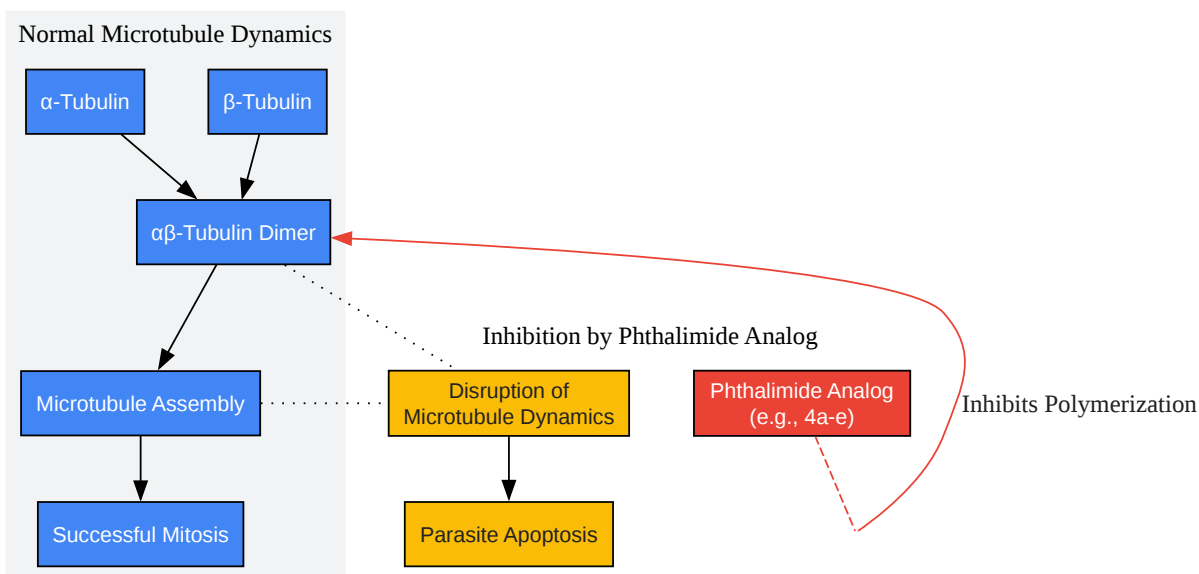 Normal Microtubule Dynamics
α-Tubulin
β-Tubulin
αβ-Tubulin Dimer
Inhibition by Phthalimide Analog
Microtubule Assembly
Disruption of
Microtubule Dynamics
Phthalimide Analog
(e.g., 4a-e)
Inhibits Polymerization
Successful Mitosis
Parasite Apoptosis